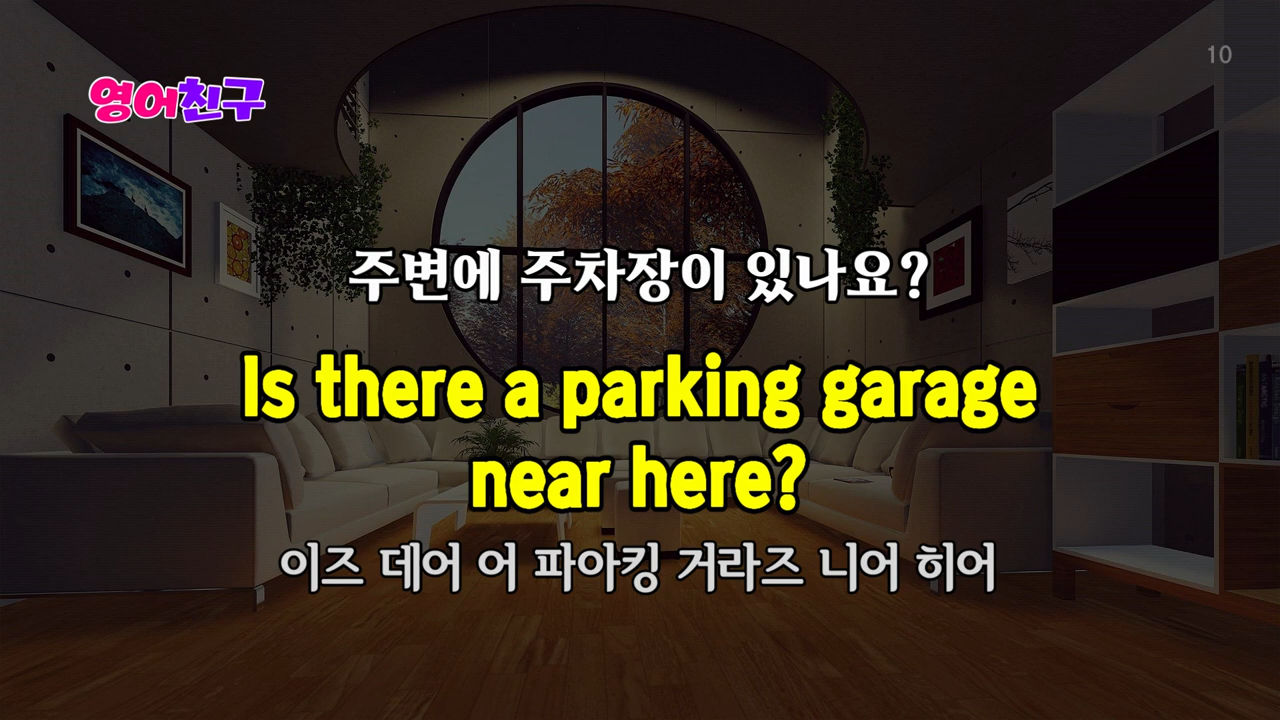 영어친구
10
주변에 주차장이 있나요?
Is there a parking garage
near here?
이즈 데어 어 파아킹 거라즈 니어 히어